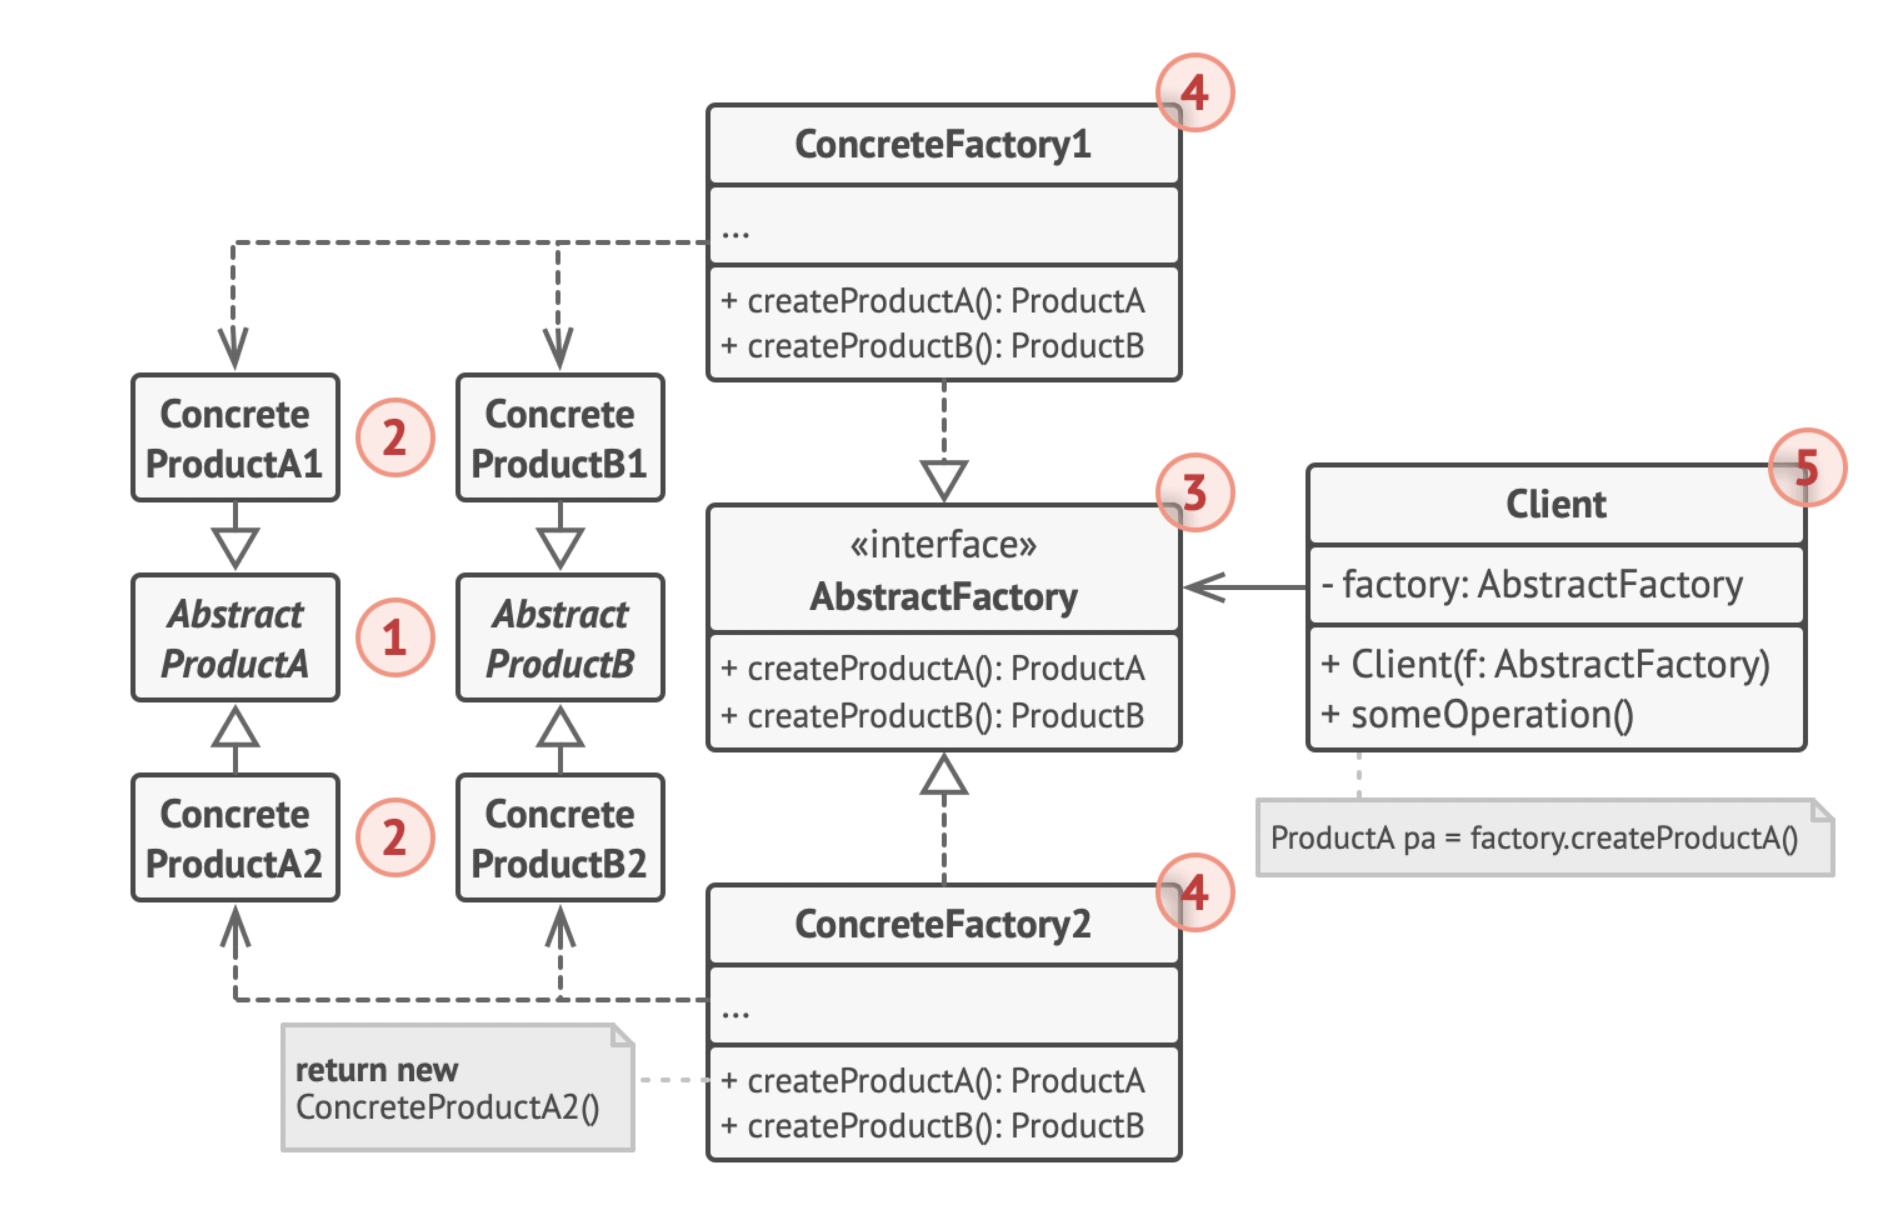 4
ConcreteFactory1
...
+ createProductA(): ProductA
+ createProductB(): ProductB
Concrete
ProductA1
2
Concrete
ProductB1
Abstract
ProductA
1
Abstract
ProductB
Concrete
ProductA2
2
Concrete
ProductB2
3
«interface»
AbstractFactory
+ createProductA(): ProductA
+ createProductB(): ProductB
5
Client
- factory: AbstractFactory
+ Client(f: AbstractFactory)
+ someOperation()
ProductA pa = factory.createProductA()
4
ConcreteFactory2
...
+ createProductA(): ProductA
+ createProductB(): ProductB
return new
ConcreteProductA2()